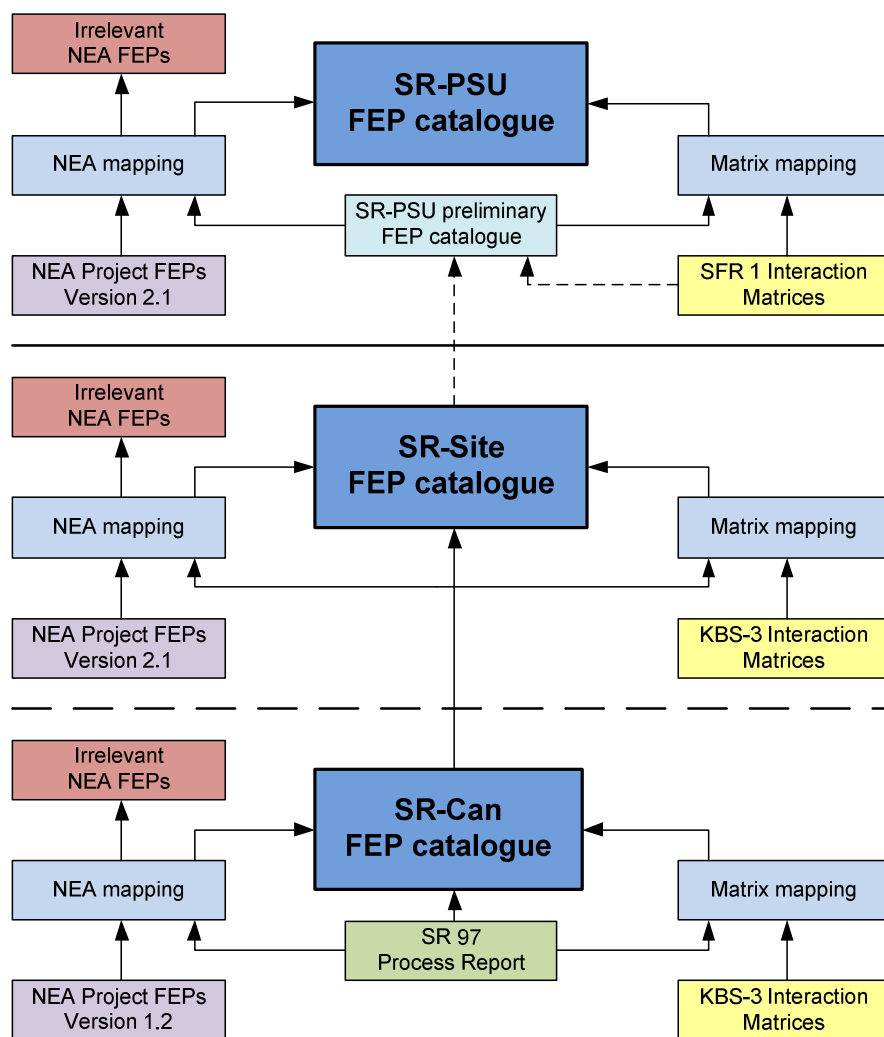 Irrelevant
NEA FEPs
SR-PSU
FEP catalogue
NEA mapping
Matrix mapping
SR-PSU preliminary
FEP catalogue
NEA Project FEPs
Version 2.1
SFR 1 Interaction
Matrices
Irrelevant
NEA FEPs
SR-Site
FEP catalogue
NEA mapping
Matrix mapping
NEA Project FEPs
Version 2.1
KBS-3 Interaction
Matrices
Irrelevant
NEA FEPs
SR-Can
FEP catalogue
NEA mapping
Matrix mapping
SR 97
Process Report
NEA Project FEPs
Version 1.2
KBS-3 Interaction
Matrices